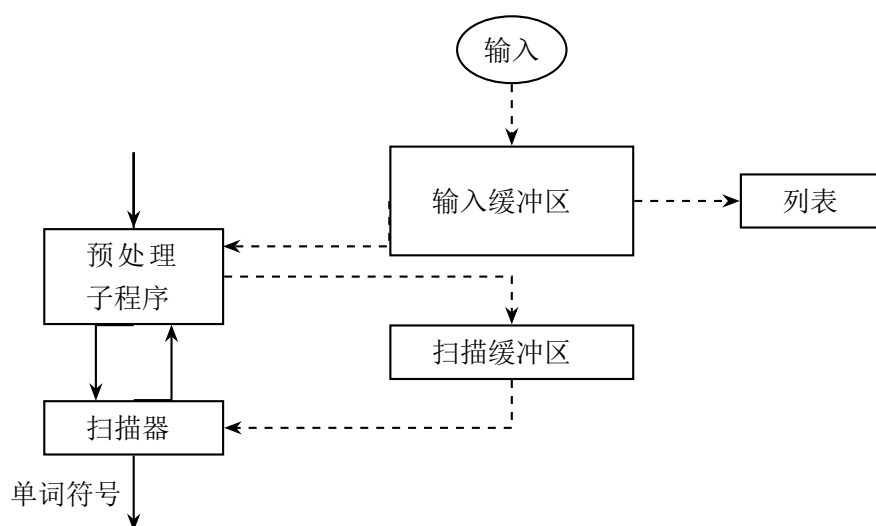 输入
输入缓冲区
列表
预处理
子程序
扫描缓冲区
扫描器
单词符号